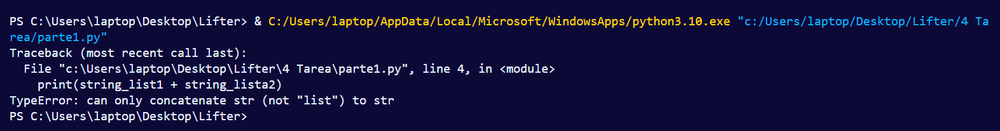 PS C:\Users\laptop\Desktop\Lifter> & C:/Users/laptop/AppData/Local/Microsoft/WindowsApps/python3.10.exe "c:/Users/laptop/Desktop/Lifter/4 Ta
rea/parte1.py"
Traceback (most recent call last):
  File "c:\Users\laptop\Desktop\Lifter\4 Tarea\parte1.py", line 4, in <module>
    print(string_list1 + string_lista2)
TypeError: can only concatenate str (not "list") to str
PS C:\Users\laptop\Desktop\Lifter>